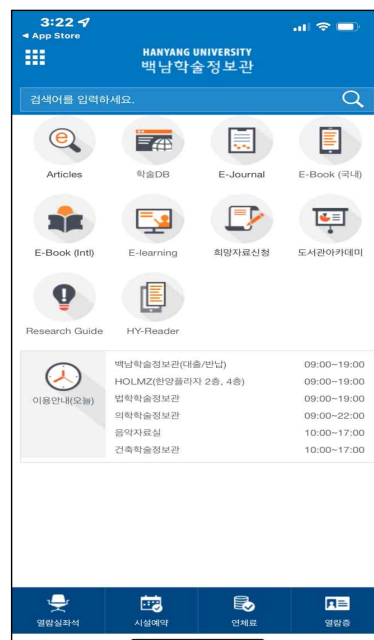 3:22
◀ App Store
HANYANG UNIVERSITY
백남학술정보관
검색어를 입력하세요.
e
Articles
학술DB
E-Journal
E-Book (국내)
E-Book (Intl)
E-learning
희망자료신청
도서관아카데미
Research Guide
HY-Reader
이용안내(오늘)
백남학술정보관(대출/반납) 09:00~19:00
HOLMZ(한양플라자 2층, 4층) 09:00~19:00
법학학술정보관 09:00~19:00
의학학술정보관 09:00~22:00
음악자료실 10:00~17:00
건축학술정보관 10:00~17:00
열람실좌석
시설예약
연체료
열람증